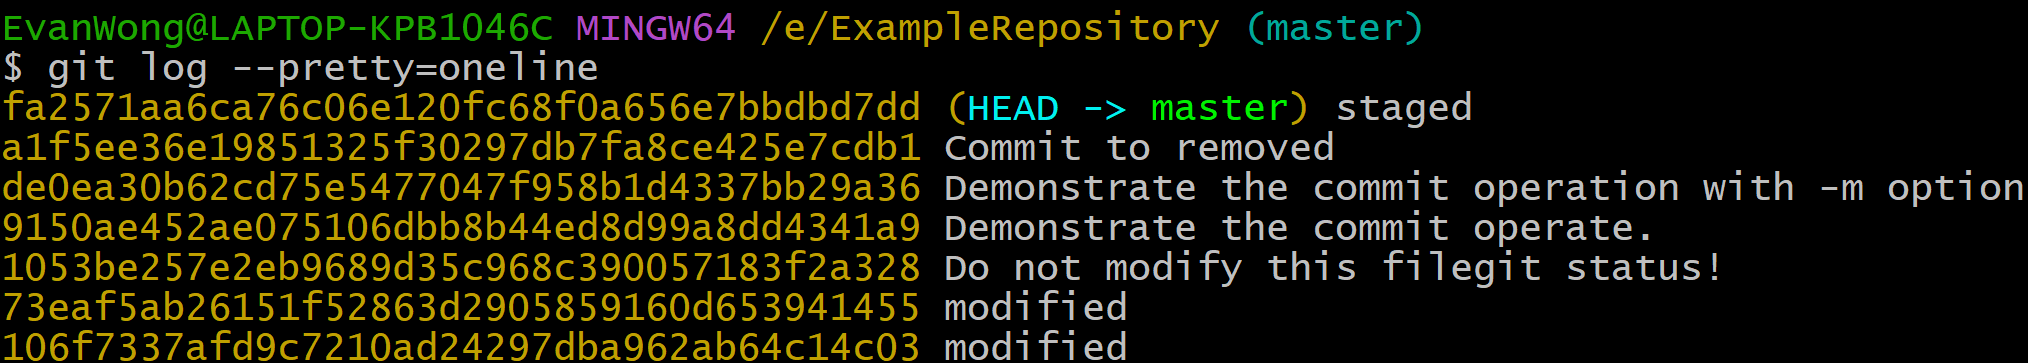 EvanWong@LAPTOP-KPB1046C MINGW64 /e/ExampleRepository (master)
$ git log --pretty=oneline
fa2571aa6ca76c06e120fc68f0a656e7bbdbd7dd (HEAD -> master) staged
a1f5ee36e19851325f30297db7fa8ce425e7cdb1 Commit to removed
de0ea30b62cd75e5477047f958b1d4337bb29a36 Demonstrate the commit operation with -m option
9150ae452ae075106dbb8b44ed8d99a8dd4341a9 Demonstrate the commit operate.
1053be257e2eb9689d35c968c390057183f2a328 Do not modify this filegit status!
73eaf5ab26151f52863d2905859160d653941455 modified
106f7337afd9c7210ad24297dba962ab64c14c03 modified